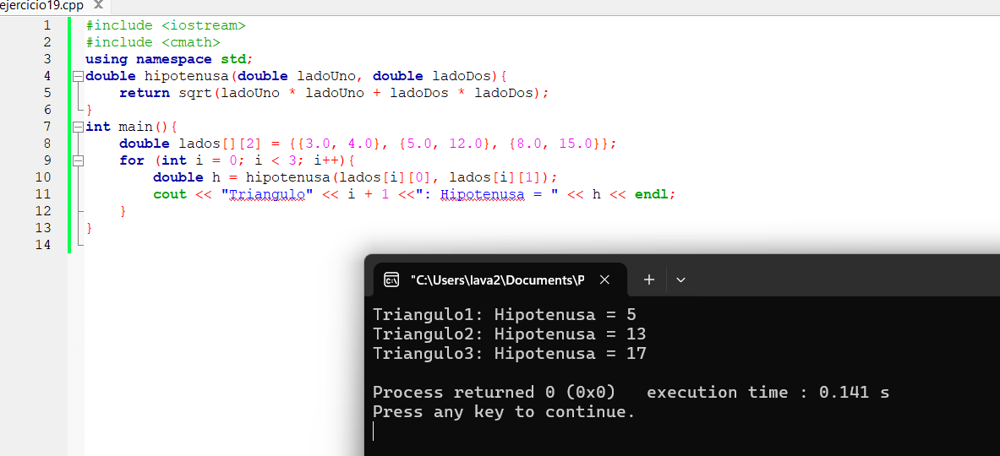 ejercicio19.cpp X
1 #include <iostream>
2 #include <cmath>
3 using namespace std;
4 double hipotenusa(double ladoUno, double ladoDos){
5     return sqrt(ladoUno * ladoUno + ladoDos * ladoDos);
6 }
7 int main(){
8     double lados[][2] = {{3.0, 4.0}, {5.0, 12.0}, {8.0, 15.0}};
9     for (int i = 0; i < 3; i++){
10         double h = hipotenusa(lados[i][0], lados[i][1]);
11         cout << "Triangulo" << i + 1 <<": Hipotenusa = " << h << endl;
12     }
13 }
14
"C:\Users\lava2\Documents\P
Triangulo1: Hipotenusa = 5
Triangulo2: Hipotenusa = 13
Triangulo3: Hipotenusa = 17
Process returned 0 (0x0)   execution time : 0.141 s
Press any key to continue.